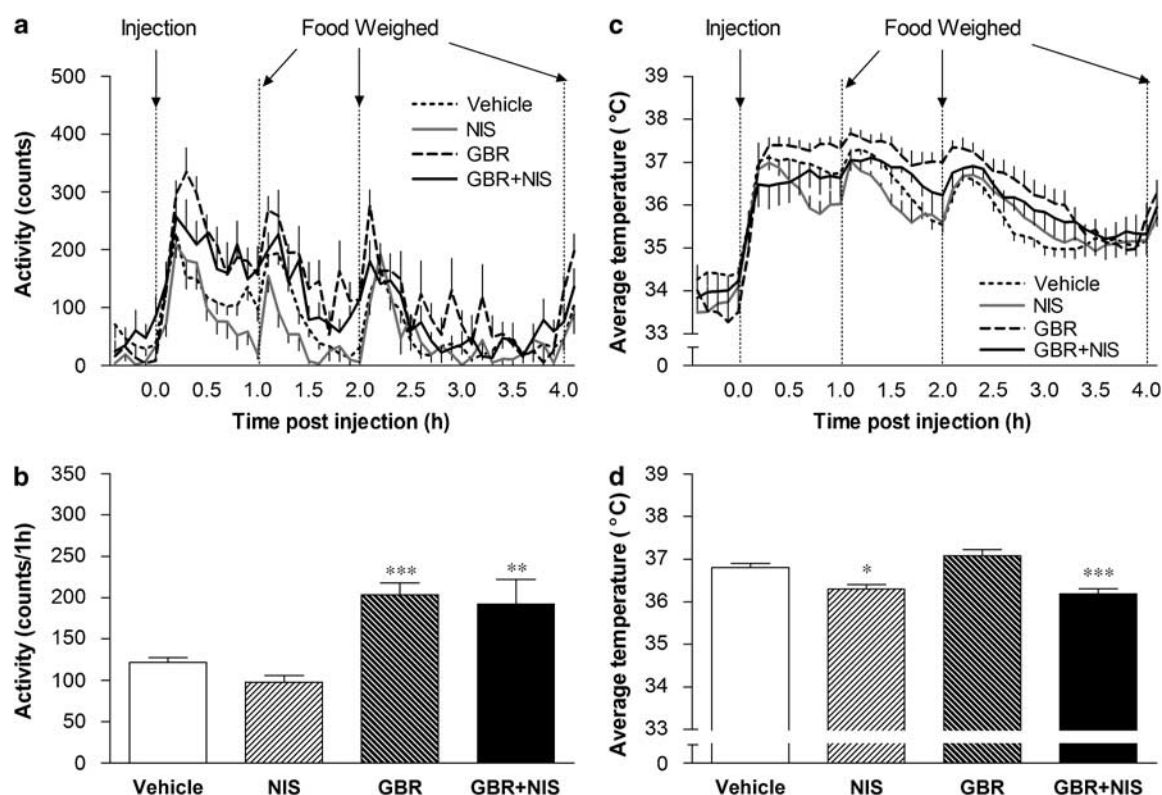 a
Injection
Food Weighed
500
400
300
200
100
0
Activity (counts)
Vehicle
NIS
GBR
GBR+NIS
0.0 0.5 1.0 1.5 2.0 2.5 3.0 3.5 4.0
Time post injection (h)
c
Injection
Food Weighed
39
38
37
36
35
34
33
0
Average temperature (°C)
Vehicle
NIS
GBR
GBR+NIS
0.0 0.5 1.0 1.5 2.0 2.5 3.0 3.5 4.0
Time post injection (h)
b
350
300
250
200
150
100
50
0
Activity (counts/1h)
***
**
Vehicle NIS GBR GBR+NIS
d
39
38
37
36
35
34
33
0
Average temperature (°C)
*
***
Vehicle NIS GBR GBR+NIS